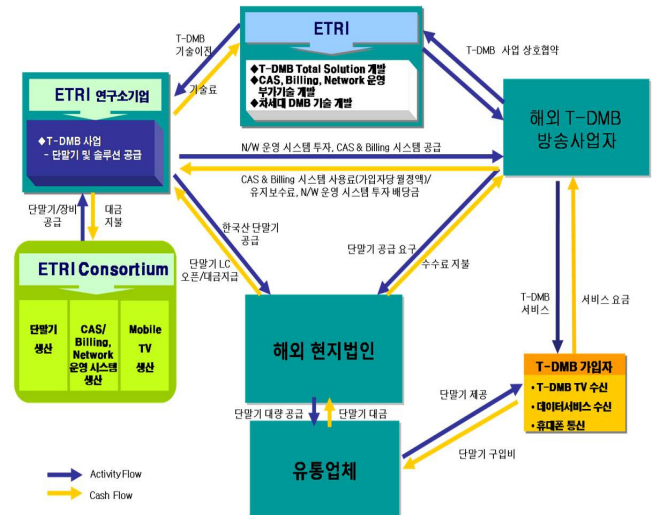 ETRI
◆T-DMB Total Solution 개발
◆CAS, Billing, Network 운영
부가기술 개발
◆차세대 DMB 기술 개발
T-DMB
기술이전
기술료
T-DMB 사업 상호협약
ETRI 연구소기업
◆T-DMB 사업
- 단말기 및 솔루션 공급
해외 T-DMB
방송사업자
N/W 운영 시스템 투자, CAS & Billing 시스템 공급
CAS & Billing 시스템 사용료(가입자당 월경액)/
유지보수료, N/W 운영 시스템 투자 배당금
단말기/장비
공급
대금
지불
한국산 단말기
공급
단말기 LC
오픈/대금지급
단말기 공급 요구
수수료 지불
ETRI Consortium
단말기
생산
CAS/
Billing,
Network
운영 시스템
생산
Mobile
TV
생산
T-DMB
서비스
서비스 요금
해외 현지법인
T-DMB 가입자
• T-DMB TV 수신
• 데이터서비스 수신
• 휴대폰 통신
단말기 대량 공급
단말기 대금
단말기 제공
단말기 구입비
유통업체
Activity Flow
Cash Flow